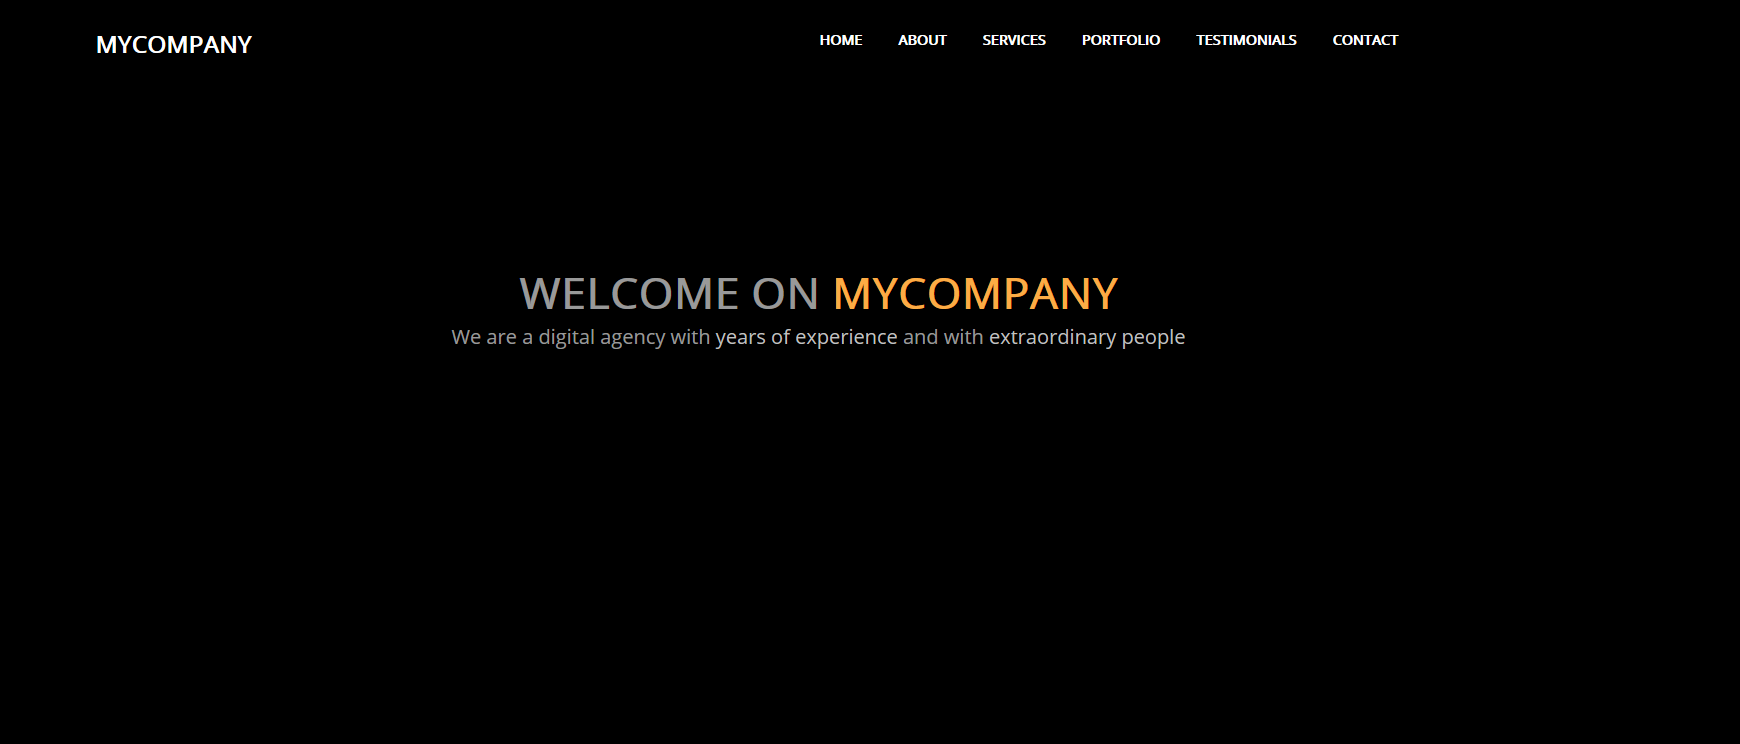 MYCOMPANY
HOME ABOUT SERVICES PORTFOLIO TESTIMONIALS CONTACT
WELCOME ON MYCOMPANY
We are a digital agency with years of experience and with extraordinary people